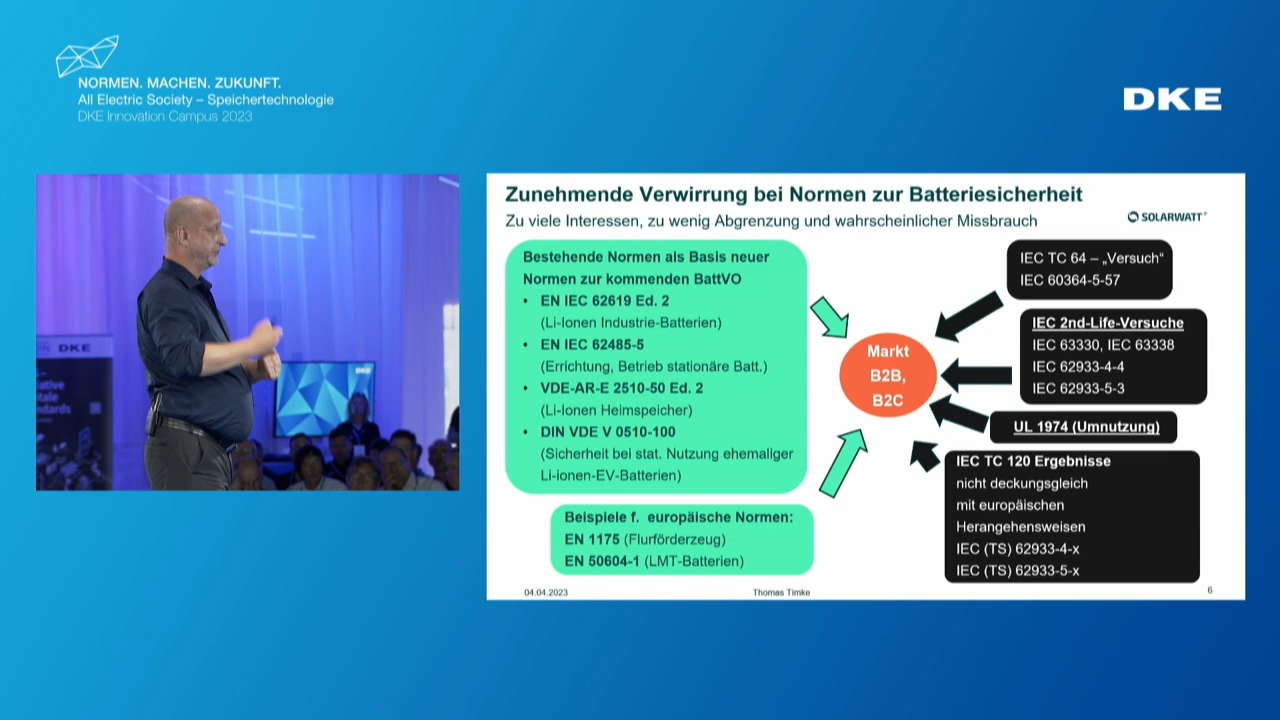 NORMEN. MACHEN. ZUKUNFT.
All Electric Society – Speichertechnologie
DKE Innovation Campus 2023
DKE
DKE
Zunehmende Verwirrung bei Normen zur Batteriesicherheit
Zu viele Interessen, zu wenig Abgrenzung und wahrscheinlicher Missbrauch
SOLARWATT®
Bestehende Normen als Basis neuer
Normen zur kommenden BattVO
• EN IEC 62619 Ed. 2
(Li-Ionen Industrie-Batterien)
• EN IEC 62485-5
(Errichtung, Betrieb stationäre Batt.)
• VDE-AR-E 2510-50 Ed. 2
(Li-Ionen Heimspeicher)
• DIN VDE V 0510-100
(Sicherheit bei stat. Nutzung ehemaliger
Li-ionen-EV-Batterien)
Beispiele f. europäische Normen:
EN 1175 (Flurförderzeug)
EN 50604-1 (LMT-Batterien)
Markt
B2B,
B2C
IEC TC 64 – „Versuch“
IEC 60364-5-57
IEC 2nd-Life-Versuche
IEC 63330, IEC 63338
IEC 62933-4-4
IEC 62933-5-3
UL 1974 (Umnutzung)
IEC TC 120 Ergebnisse
nicht deckungsgleich
mit europäischen
Herangehensweisen
IEC (TS) 62933-4-x
IEC (TS) 62933-5-x
04.04.2023
Thomas Timke
6